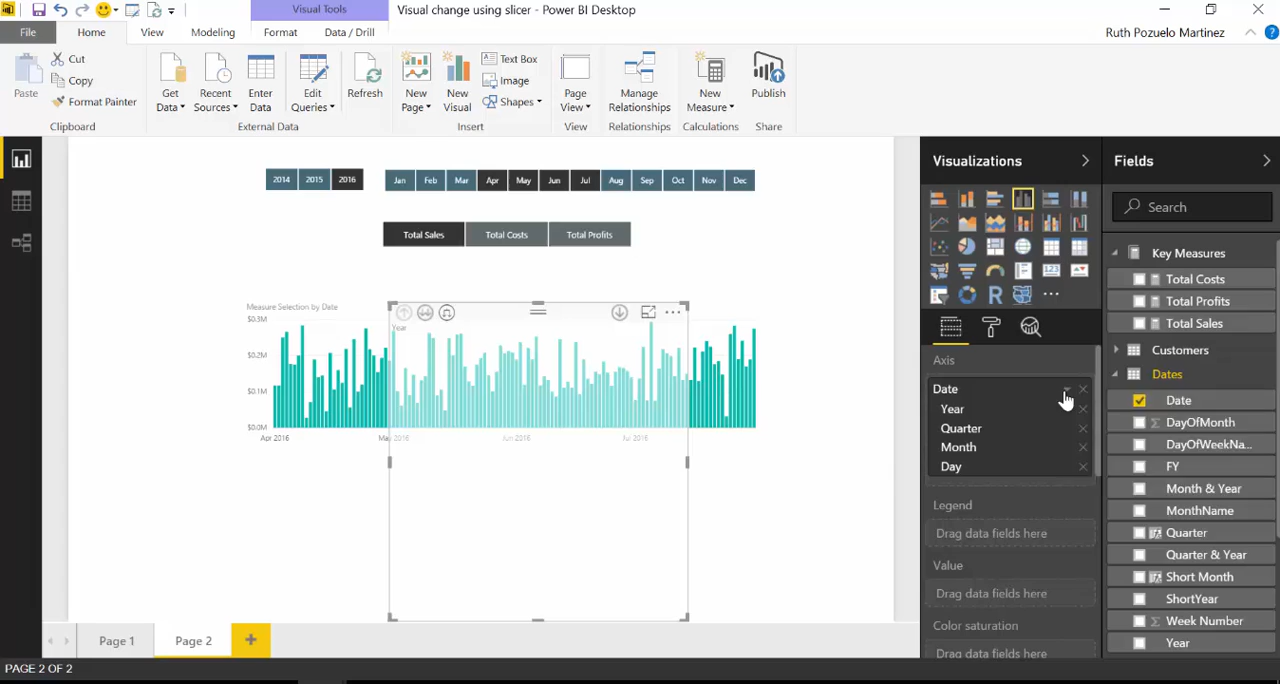 Visual Tools
Visual change using slicer - Power BI Desktop
File
Home
View
Modeling
Format
Data / Drill
Ruth Pozuelo Martinez
Paste
Cut
Copy
Format Painter
Clipboard
Get Data
Recent Sources
Enter Data
Edit Queries
Refresh
External Data
New Page
New Visual
Text Box
Image
Shapes
Insert
Page View
View
Manage Relationships
Relationships
New Measure
Calculations
Publish
Share
2014 2015 2016
Jan Feb Mar Apr May Jun Jul Aug Sep Oct Nov Dec
Total Sales Total Costs Total Profits
Measure Selection by Date
Year
$0.3M
$0.2M
$0.1M
$0.0M
Apr 2016 May 2016 Jun 2016 Jul 2016
Visualizations
R
Axis
Date
Year
Quarter
Month
Day
Legend
Drag data fields here
Value
Drag data fields here
Color saturation
Drag data fields here
Fields
Search
Key Measures
Total Costs
Total Profits
Total Sales
Customers
Dates
Date
DayOfMonth
DayOfWeekNa...
FY
Month & Year
MonthName
Quarter
Quarter & Year
Short Month
ShortYear
Week Number
Year
Page 1
Page 2
PAGE 2 OF 2